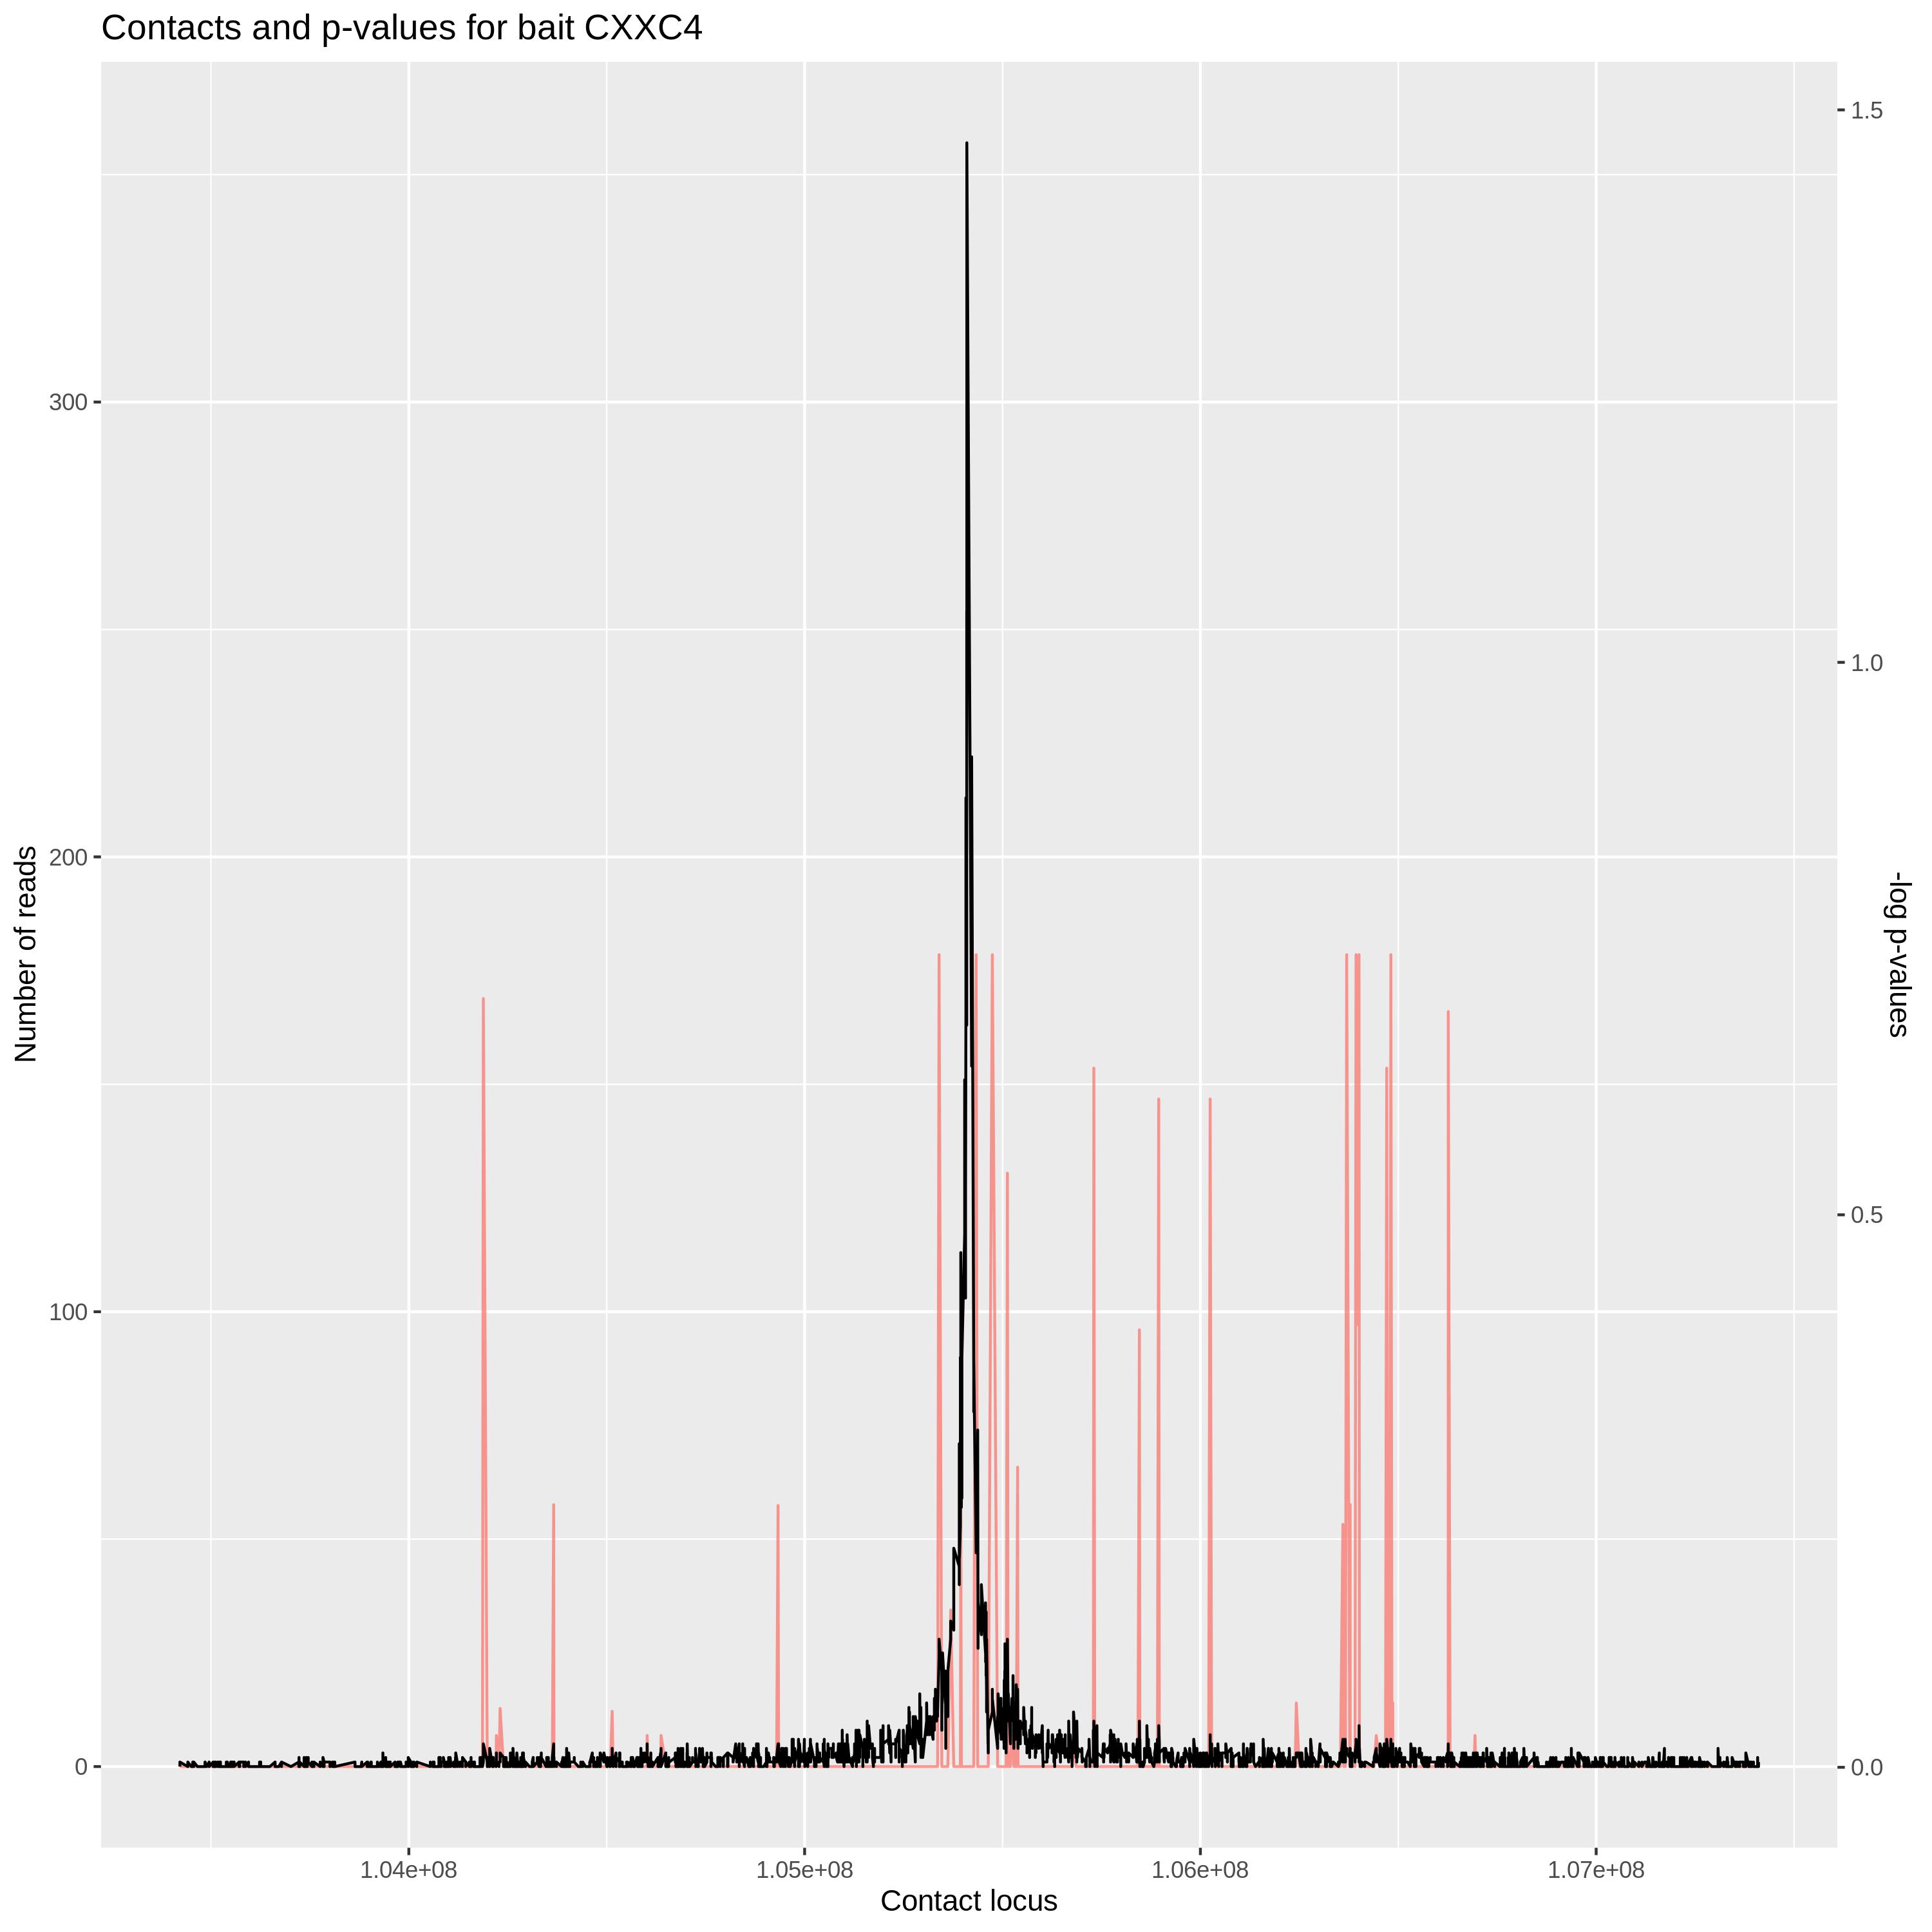 Contacts and p-values for bait CXXC4
1.5
300
1.0
200
Number of reads
-log p-values
0.5
100
0
0.0
1.04e+08 1.05e+08 1.06e+08 1.07e+08
Contact locus